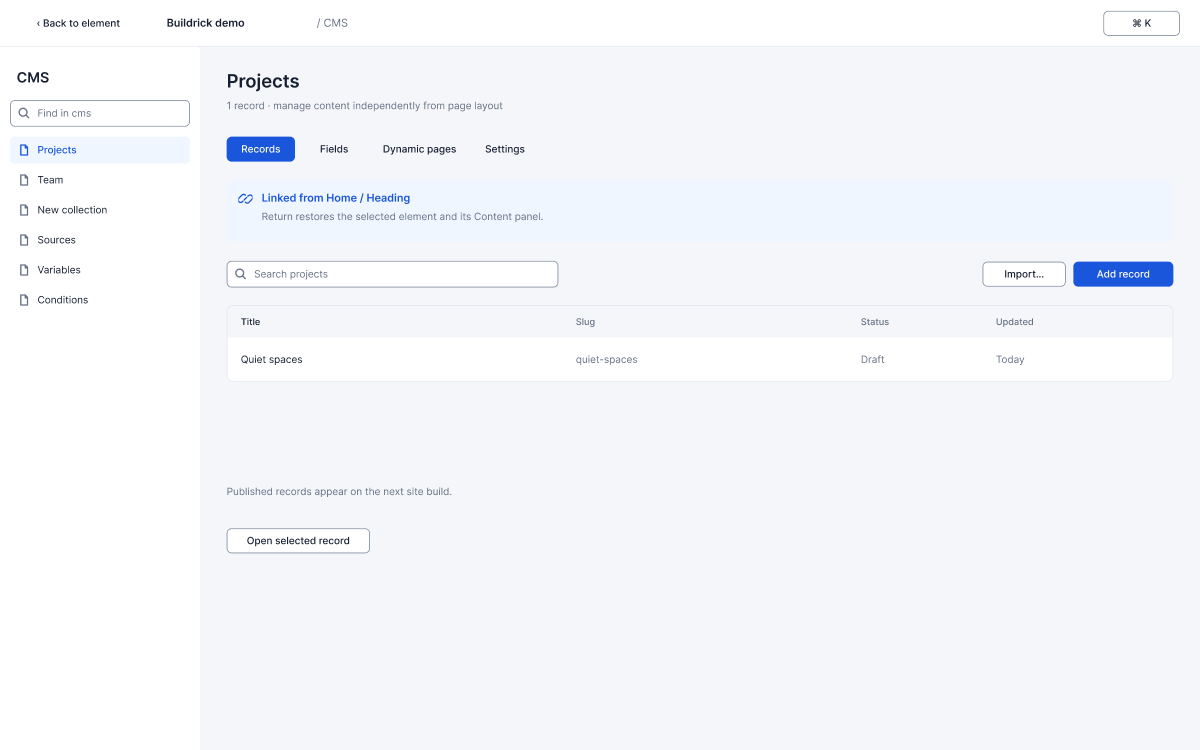 ‹ Back to element
Buildrick demo
/ CMS
⌘ K
CMS
Find in cms
Projects
Team
New collection
Sources
Variables
Conditions
Projects
1 record · manage content independently from page layout
Records
Fields
Dynamic pages
Settings
Linked from Home / Heading
Return restores the selected element and its Content panel.
Search projects
Import...
Add record
Title
Slug
Status
Updated
Quiet spaces
quiet-spaces
Draft
Today
Published records appear on the next site build.
Open selected record